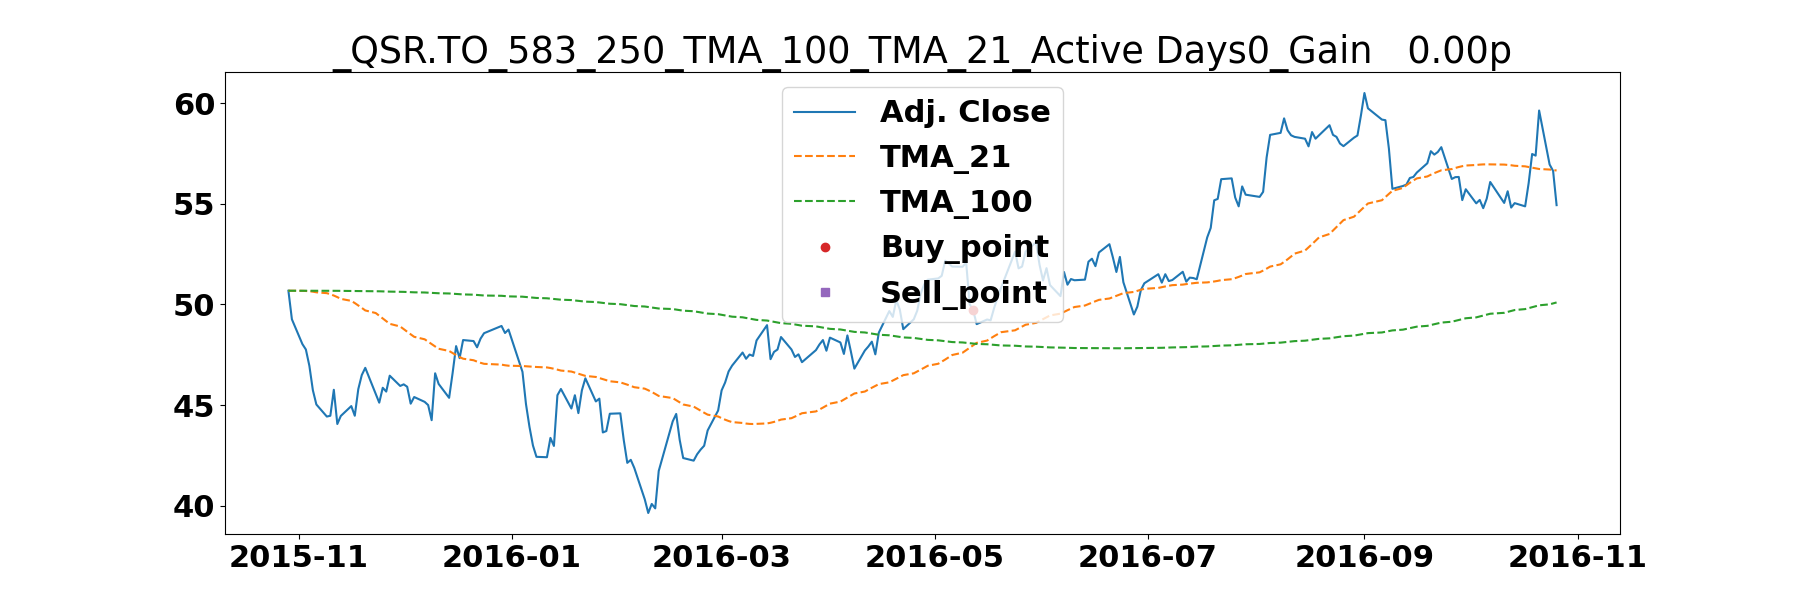 _QSR.TO_583_250_TMA_100_TMA_21_Active Days0_Gain   0.00p
Adj. Close
TMA_21
TMA_100
Buy_point
Sell_point
60
55
50
45
40
2015-11
2016-01
2016-03
2016-05
2016-07
2016-09
2016-11